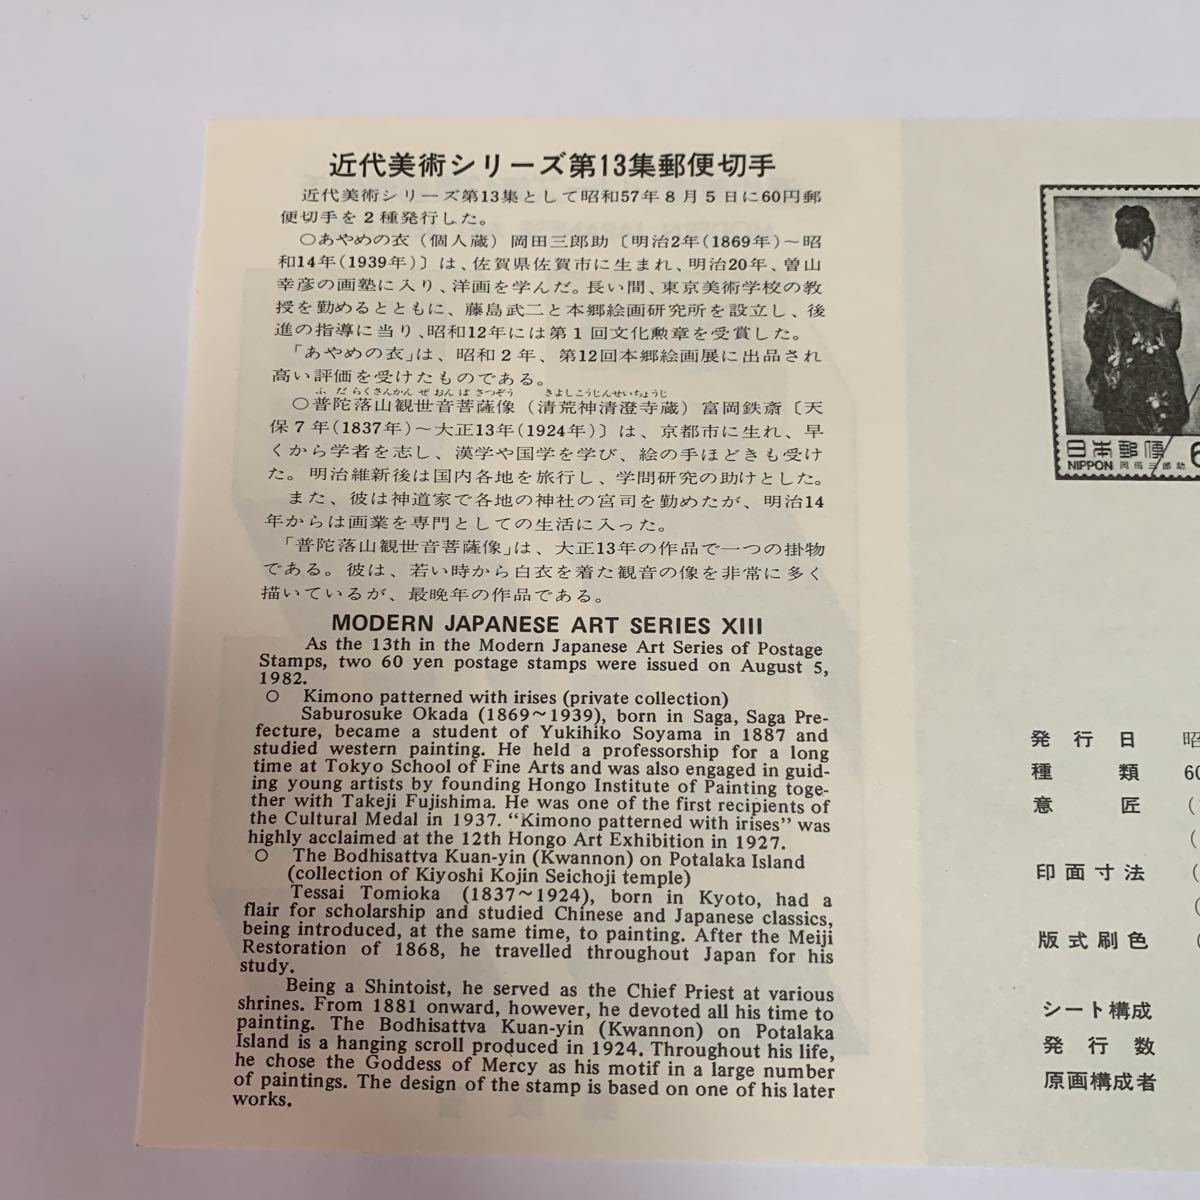 近代美術シリーズ第13集郵便切手
近代美術シリーズ第13集として昭和57年8月5日に60円郵
便切手を2種発行した。
○あやめの衣（個人蔵）岡田三郎助〔明治2年(1869年)～昭
和14年(1939年)〕は、佐賀県佐賀市に生まれ、明治20年、曽山
幸彦の画塾に入り、洋画を学んだ。長い間、東京美術学校の教
授を勤めるとともに、藤島武二と本郷絵画研究所を設立し、後
進の指導に当り、昭和12年には第1回文化勲章を受賞した。
「あやめの衣」は、昭和2年、第12回本郷絵画展に出品され
高い評価を受けたものである。
ふだらくさんかんぜおんぼさつぞう きよしこうじんせいちょうじ
○普陀落山観世音菩薩像（清荒神清澄寺蔵）富岡鉄斎〔天
保7年(1837年)～大正13年(1924年)〕は、京都市に生れ、早
くから学者を志し、漢学や国学を学び、絵の手ほどきも受け
た。明治維新後は国内各地を旅行し、学問研究の助けとした。
また、彼は神道家で各地の神社の宮司を勤めたが、明治14
年からは画業を専門としての生活に入った。
「普陀落山観世音菩薩像」は、大正13年の作品で一つの掛物
である。彼は、若い時から白衣を着た観音の像を非常に多く
描いているが、最晩年の作品である。
MODERN JAPANESE ART SERIES XIII
As the 13th in the Modern Japanese Art Series of Postage
Stamps, two 60 yen postage stamps were issued on August 5,
1982.
○ Kimono patterned with irises (private collection)
Saburosuke Okada (1869～1939), born in Saga, Saga Pre-
fecture, became a student of Yukihiko Soyama in 1887 and
studied western painting. He held a professorship for a long
time at Tokyo School of Fine Arts and was also engaged in guid-
ing young artists by founding Hongo Institute of Painting toge-
ther with Takeji Fujishima. He was one of the first recipients of
the Cultural Medal in 1937. “Kimono patterned with irises” was
highly acclaimed at the 12th Hongo Art Exhibition in 1927.
○ The Bodhisattva Kuan-yin (Kwannon) on Potalaka Island
(collection of Kiyoshi Kojin Seichoji temple)
Tessai Tomioka (1837～1924), born in Kyoto, had a
flair for scholarship and studied Chinese and Japanese classics,
being introduced, at the same time, to painting. After the Meiji
Restoration of 1868, he travelled throughout Japan for his
study.
Being a Shintoist, he served as the Chief Priest at various
shrines. From 1881 onward, however, he devoted all his time to
painting. The Bodhisattva Kuan-yin (Kwannon) on Potalaka
Island is a hanging scroll produced in 1924. Throughout his life,
he chose the Goddess of Mercy as his motif in a large number
of paintings. The design of the stamp is based on one of his later
works.
日本郵便 6
NIPPON 岡田三郎助
発行日 昭
種類 60
意匠 (
(
印面寸法 (
(
版式刷色 (
シート構成
発行数
原画構成者